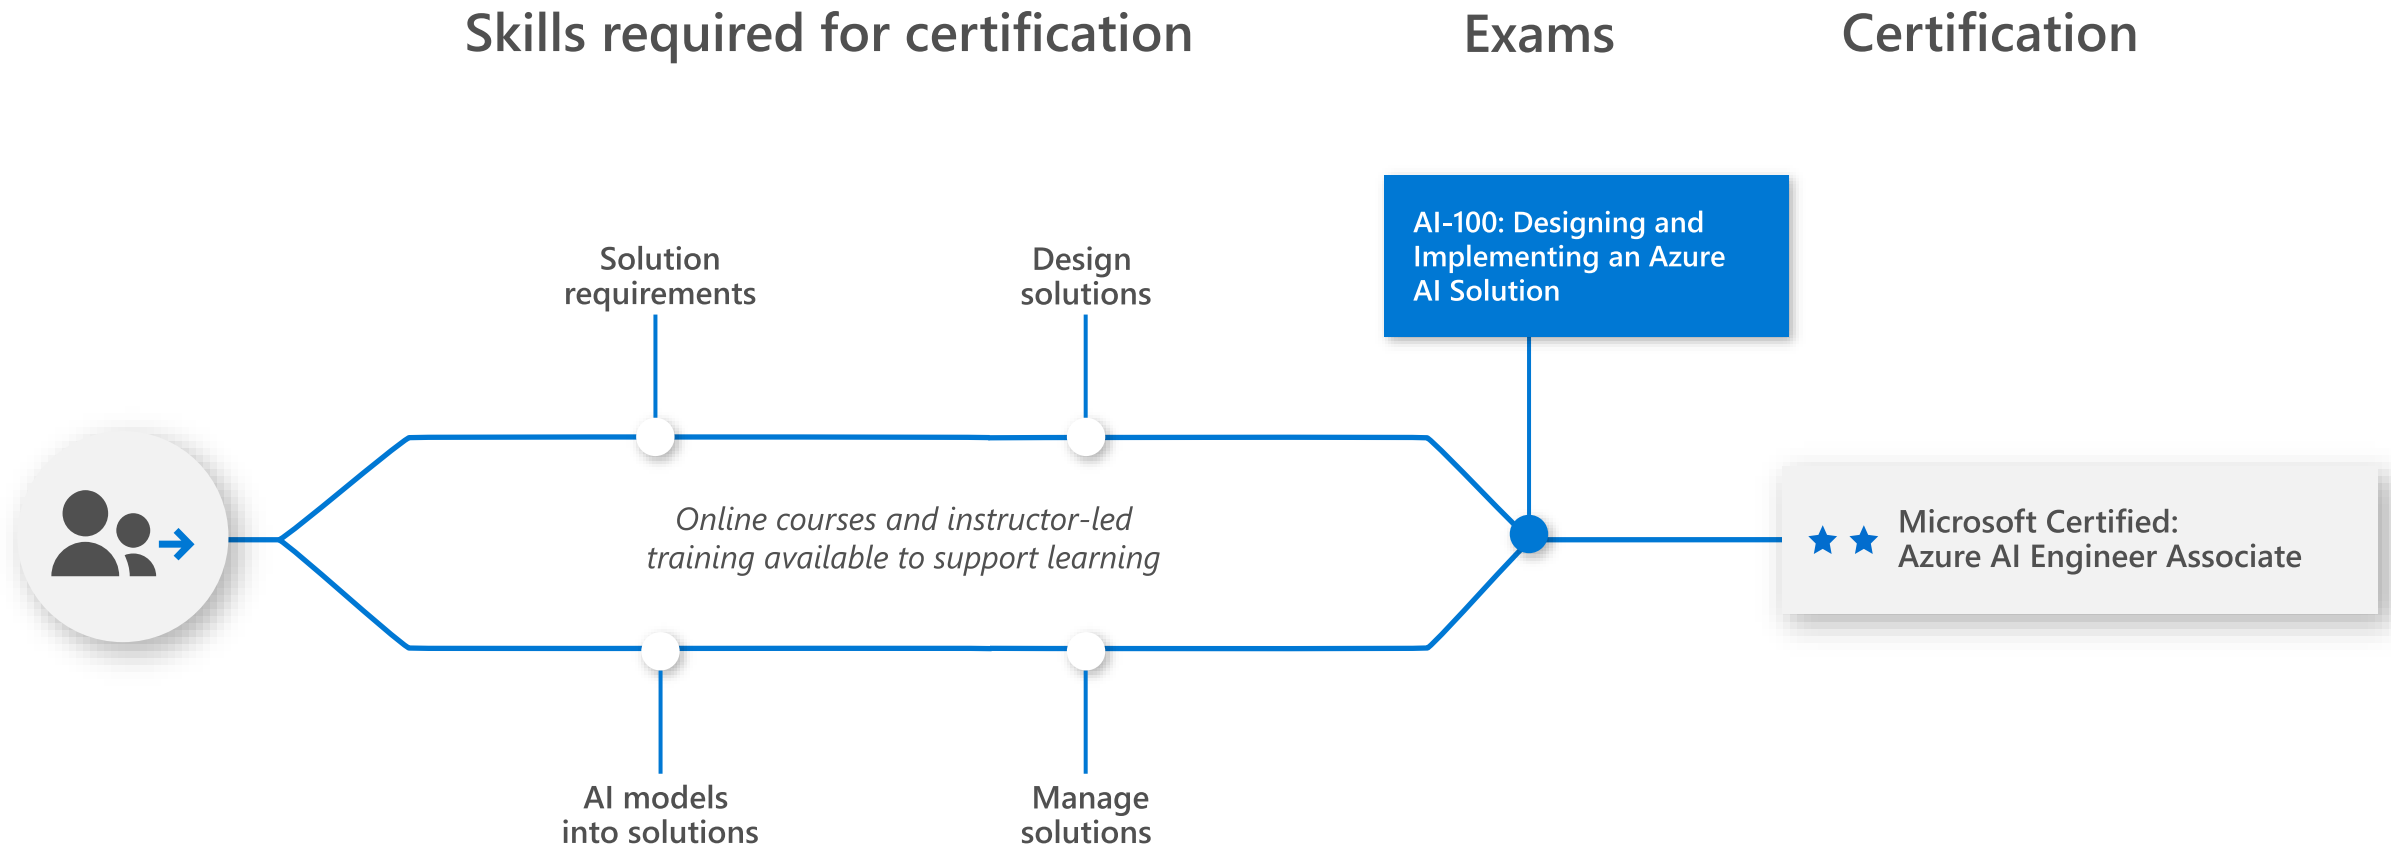 Skills required for certification
Exams
Certification
AI-100: Designing and
Implementing an Azure
AI Solution
Solution
requirements
Design
solutions
Online courses and instructor-led
training available to support learning
Microsoft Certified:
Azure AI Engineer Associate
AI models
into solutions
Manage
solutions